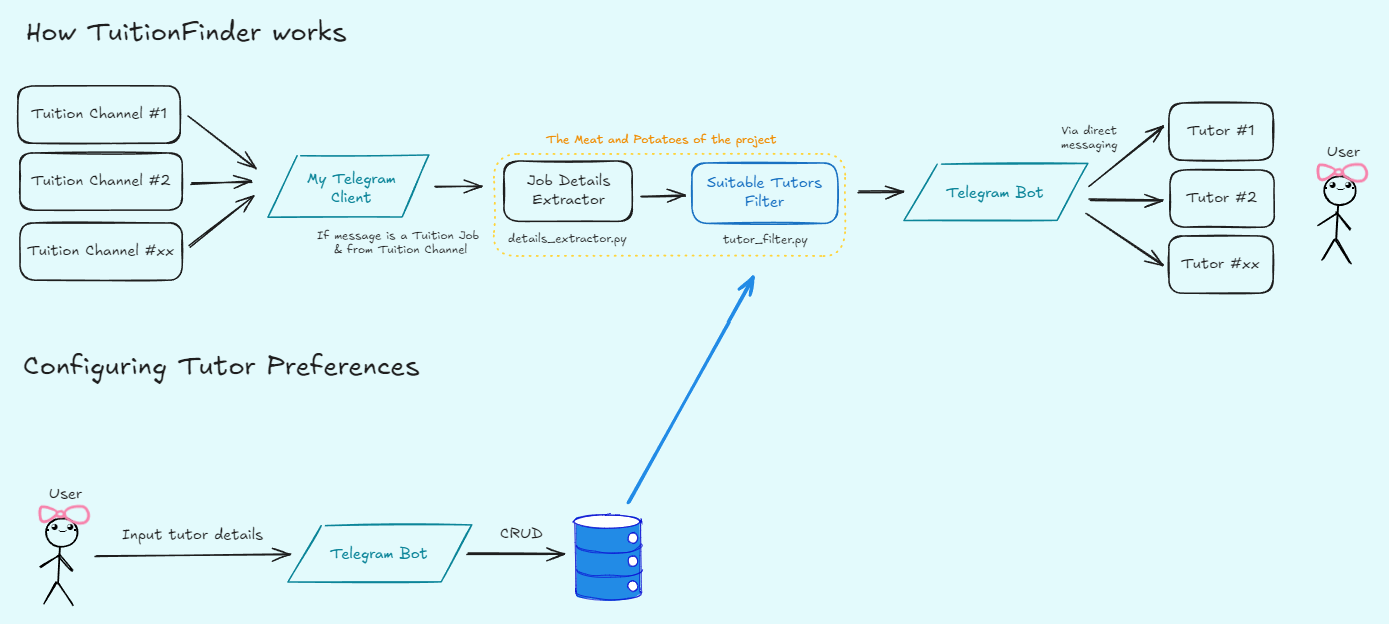 How TuitionFinder works
Tuition Channel #1
Tuition Channel #2
Tuition Channel #xx
My Telegram
Client
If message is a Tuition Job
& from Tuition Channel
The Meat and Potatoes of the project
Job Details
Extractor
details_extractor.py
Suitable Tutors
Filter
tutor_filter.py
Telegram Bot
Via direct
messaging
Tutor #1
Tutor #2
Tutor #xx
User
Configuring Tutor Preferences
User
Input tutor details
Telegram Bot
CRUD